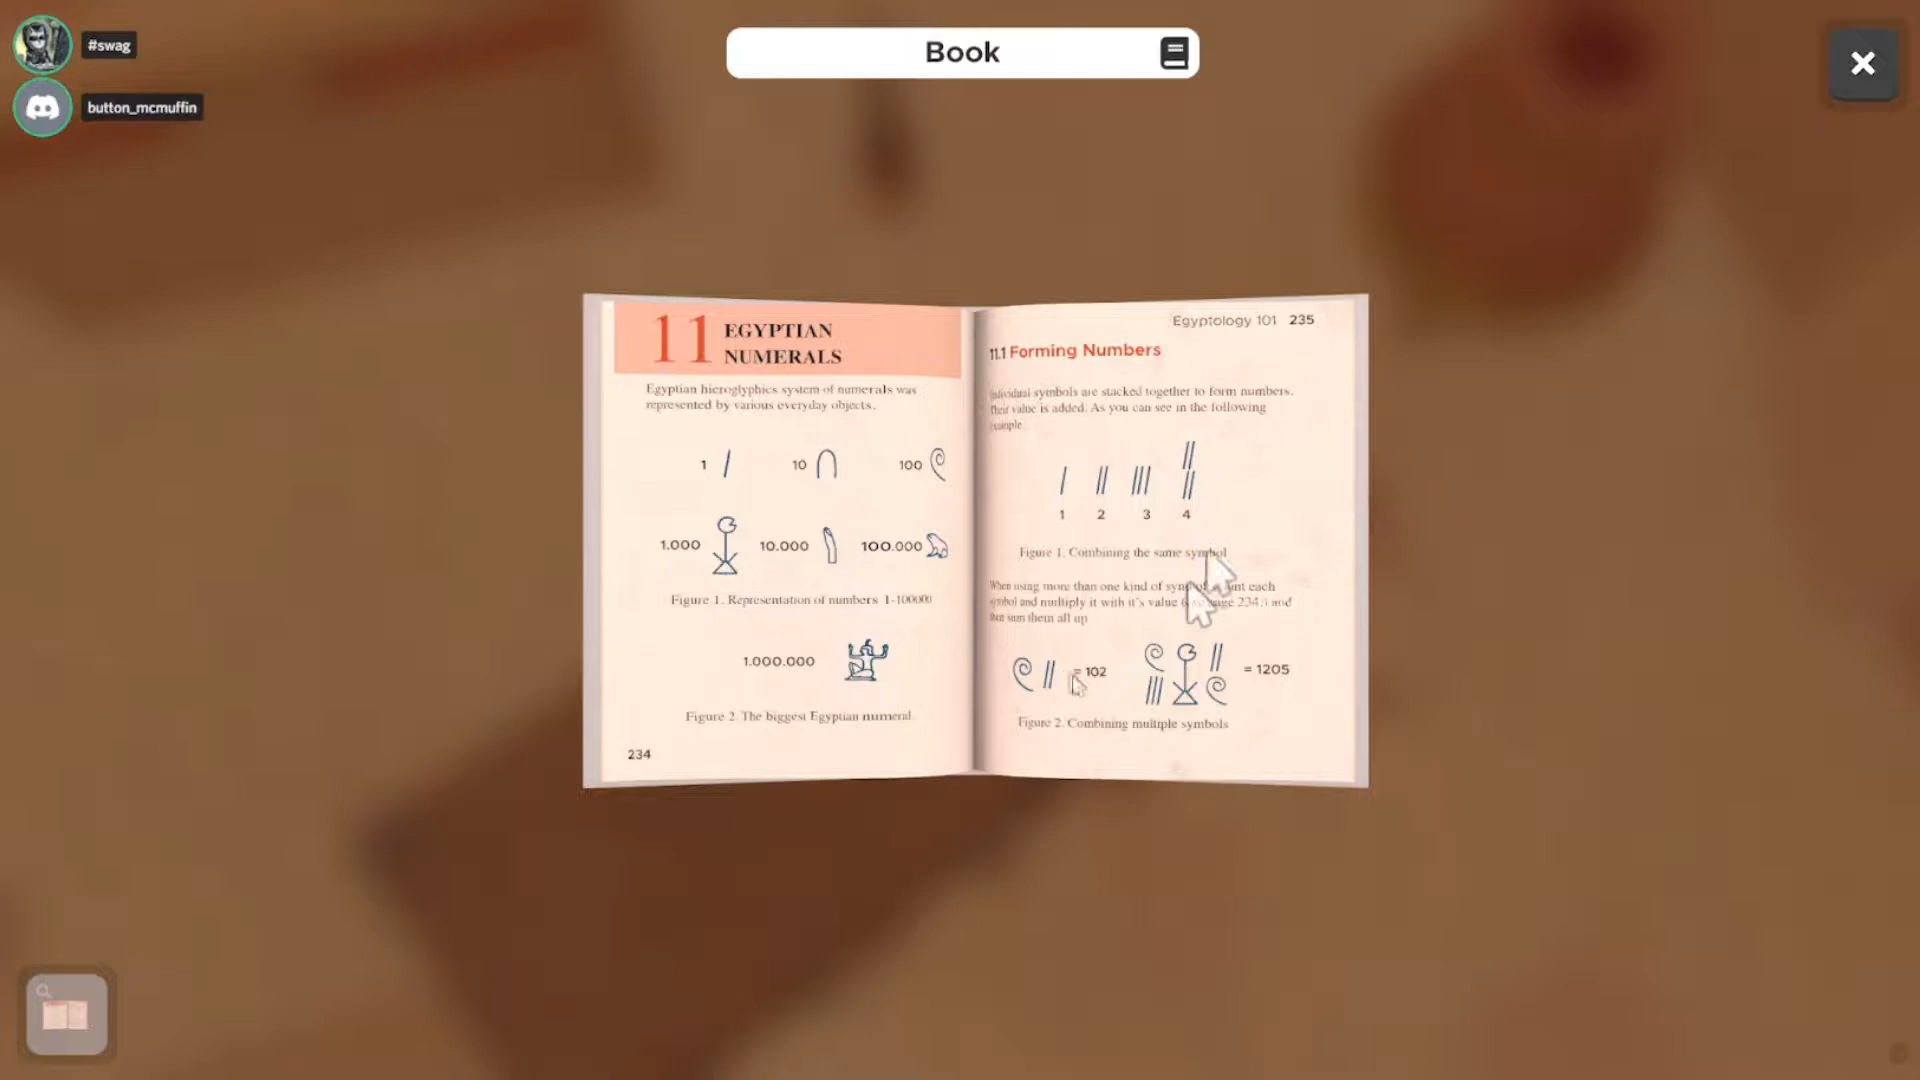 #swag
button_mcmuffin
Book
11 EGYPTIAN
NUMERALS
Egyptian hieroglyphics system of numerals was
represented by various everyday objects.
1 10 100
1.000 10.000 100.000
Figure 1. Representation of numbers 1-100000
1.000.000
Figure 2. The biggest Egyptian numeral.
234
Egyptology 101 235
11.1 Forming Numbers
Individual symbols are stacked together to form numbers.
Their value is added. As you can see in the following
example
1 2 3 4
Figure 1. Combining the same symbol
When using more than one kind of each
symbol and multiply it with it's value 234.) and
then sum them all up
= 102 = 1205
Figure 2. Combining multiple symbols